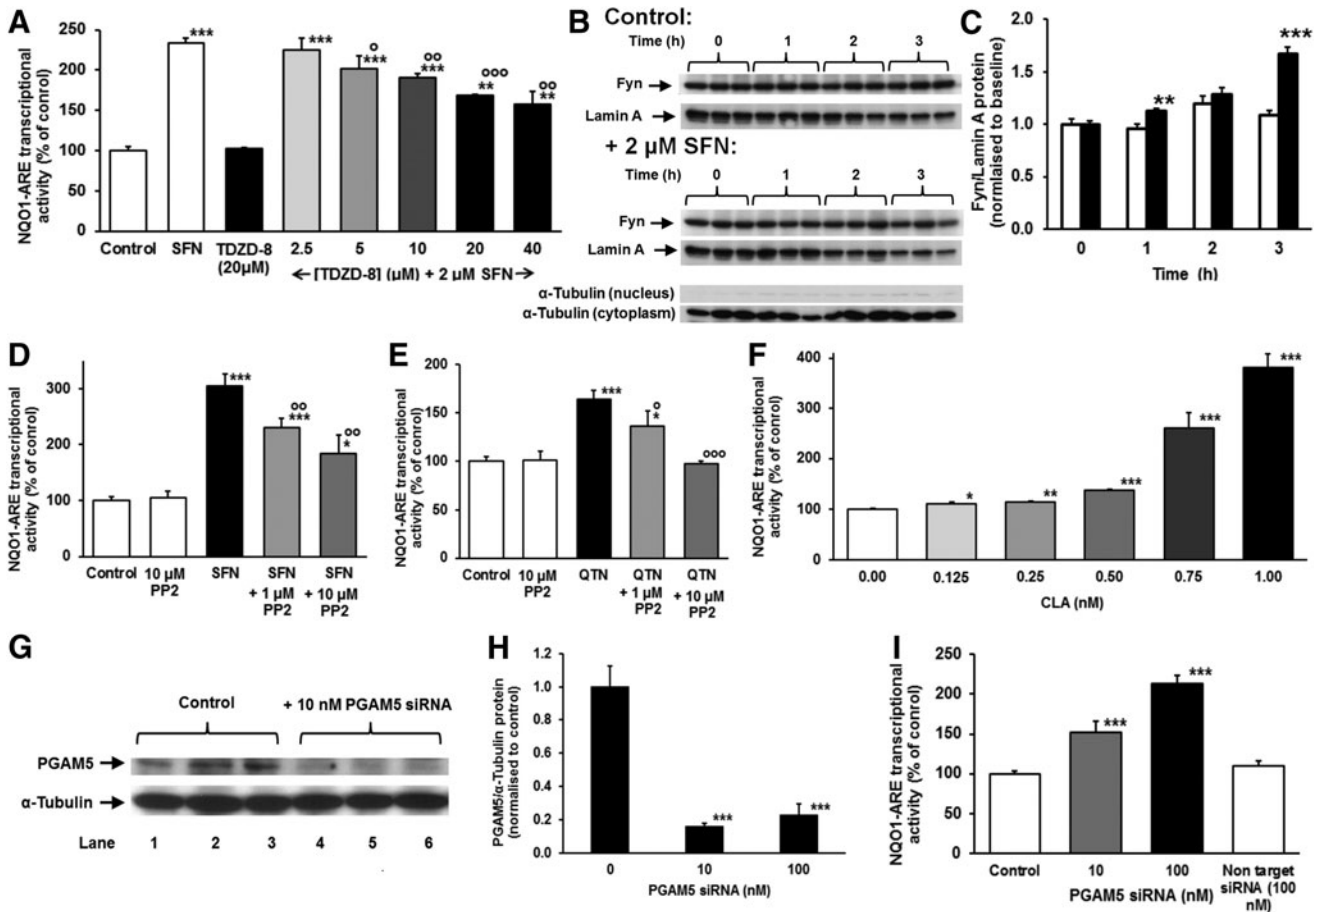 A
NQO1-ARE transcriptional
activity (% of control)
250
200
150
100
50
0
***
***
o
***
oo
***
ooo
**
oo
**
Control
SFN
TDZD-8
(20µM)
2.5
5
10
20
40
←[TDZD-8] (µM) + 2 µM SFN→
B
Control:
Time (h)
0
1
2
3
Fyn
Lamin A
+ 2 µM SFN:
Time (h)
0
1
2
3
Fyn
Lamin A
α-Tubulin (nucleus)
α-Tubulin (cytoplasm)
C
Fyn/Lamin A protein
(normlaised to baseline)
2.0
1.5
1.0
0.5
0.0
**
***
0
1
2
3
Time (h)
D
NQO1-ARE transcriptional
activity (% of control)
300
200
100
0
***
oo
***
oo
*
Control
10 µM
PP2
SFN
SFN
+ 1 µM
PP2
SFN
+ 10 µM
PP2
E
NQO1-ARE transcriptional
activity (% of control)
200
150
100
50
0
***
o
*
ooo
Control
10 µM
PP2
QTN
QTN
+ 1 µM
PP2
QTN
+ 10 µM
PP2
F
NQO1-ARE transcriptional
activity (% of control)
400
300
200
100
0
*
**
***
***
***
0.00
0.125
0.25
0.50
0.75
1.00
CLA (nM)
G
Control
+ 10 nM PGAM5 siRNA
PGAM5
α-Tubulin
Lane
1
2
3
4
5
6
H
PGAM5/α-Tubulin protein
(normalised to control)
1.2
1.0
0.8
0.6
0.4
0.2
0.0
***
***
0
10
100
PGAM5 siRNA (nM)
I
NQO1-ARE transcriptional
activity (% of control)
250
200
150
100
50
0
***
***
Control
10
100
PGAM5 siRNA (nM)
Non target
siRNA (100
nM)